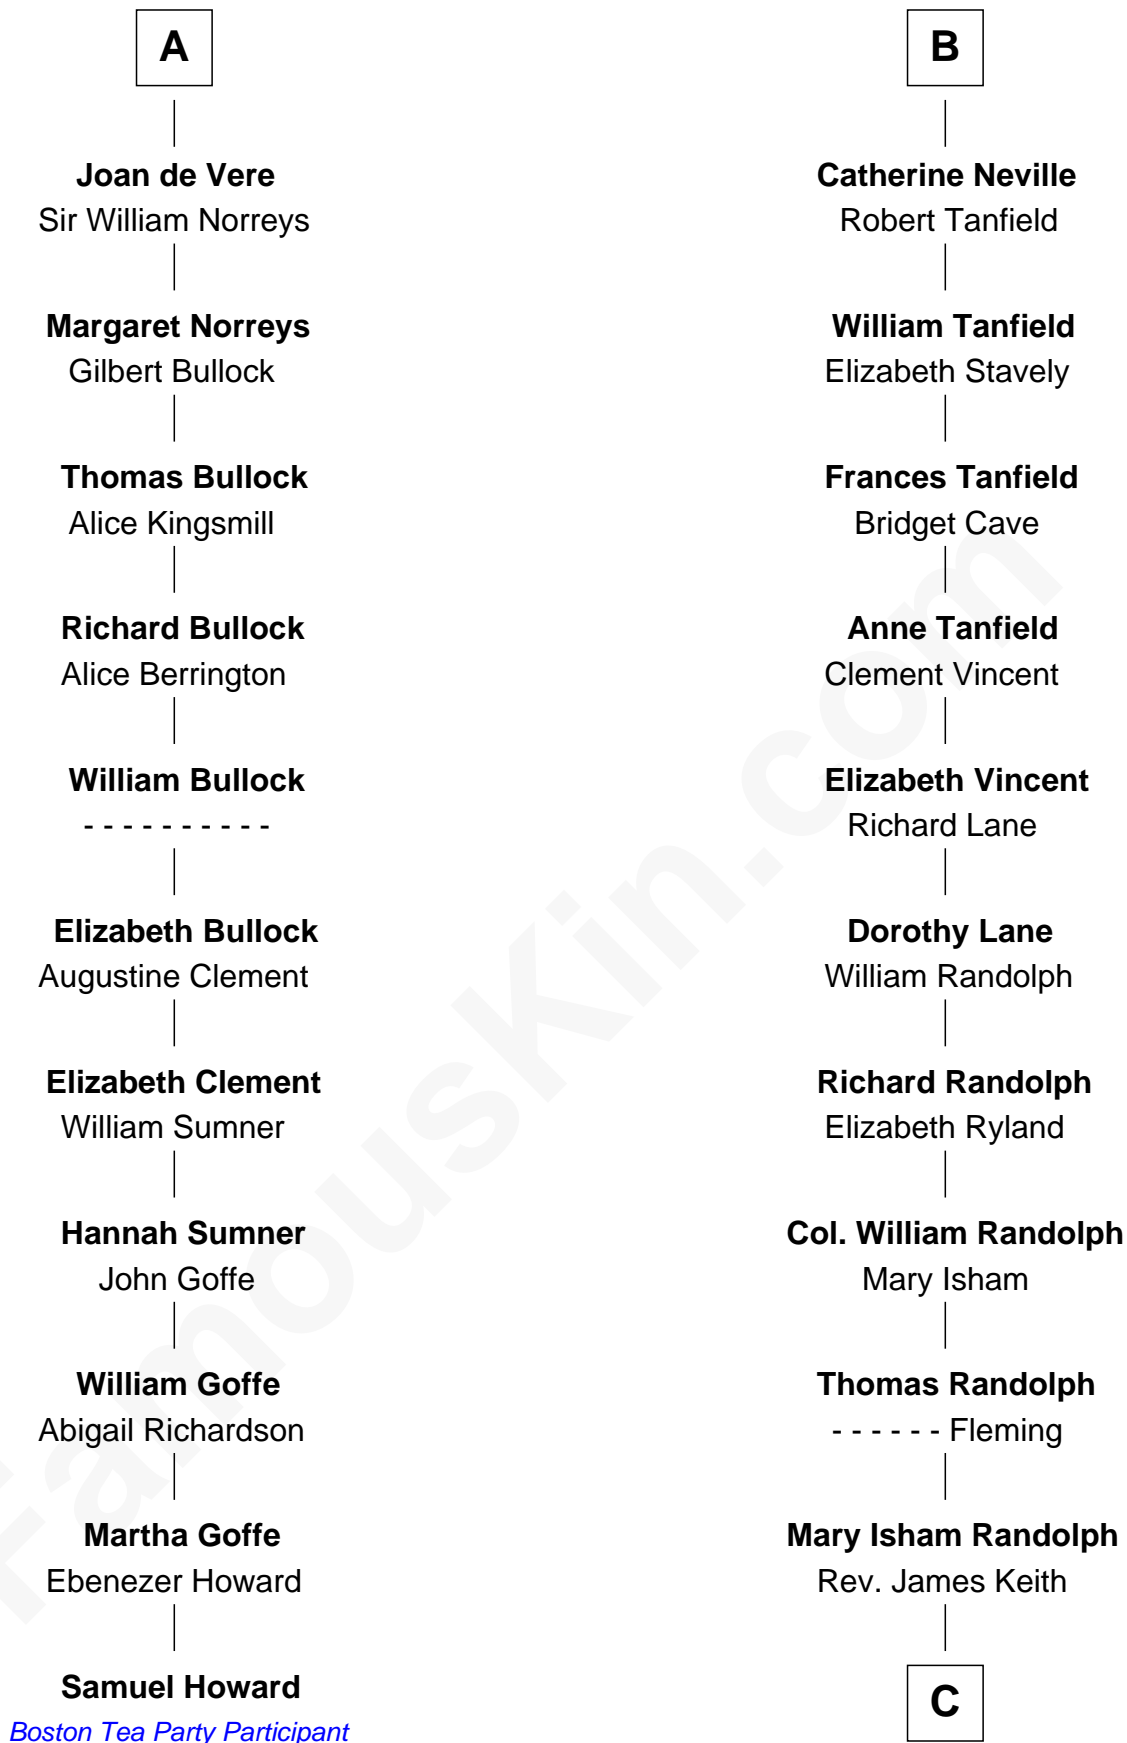 A
Joan de Vere
Sir William Norreys
Margaret Norreys
Gilbert Bullock
Thomas Bullock
Alice Kingsmill
Richard Bullock
Alice Berrington
William Bullock
- - - - - - - - - -
Elizabeth Bullock
Augustine Clement
Elizabeth Clement
William Sumner
Hannah Sumner
John Goffe
William Goffe
Abigail Richardson
Martha Goffe
Ebenezer Howard
Samuel Howard
Boston Tea Party Participant
B
Catherine Neville
Robert Tanfield
William Tanfield
Elizabeth Stavely
Frances Tanfield
Bridget Cave
Anne Tanfield
Clement Vincent
Elizabeth Vincent
Richard Lane
Dorothy Lane
William Randolph
Richard Randolph
Elizabeth Ryland
Col. William Randolph
Mary Isham
Thomas Randolph
- - - - - - Fleming
Mary Isham Randolph
Rev. James Keith
C
FamousKin.com